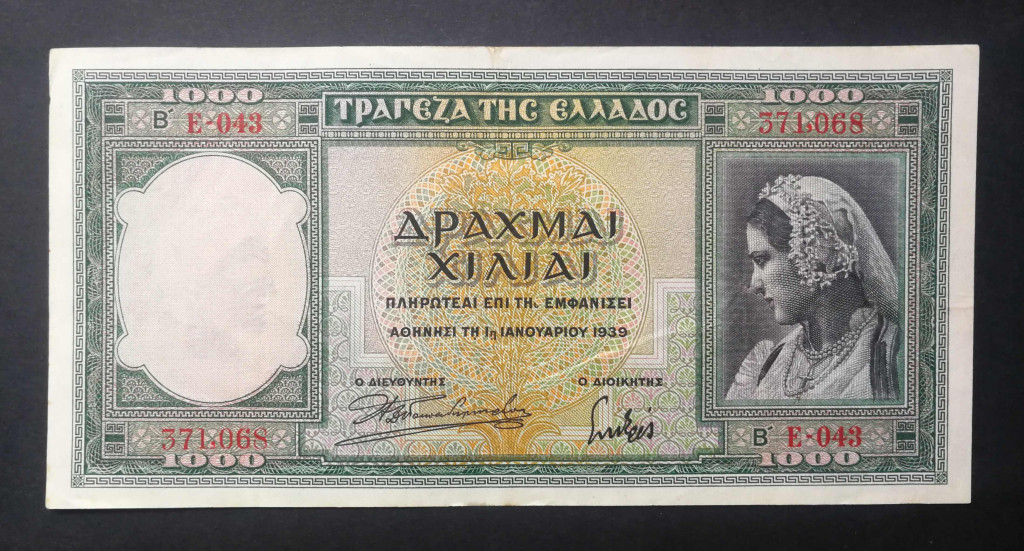 1000 1000
ΤΡΑΠΕΖΑ ΤΗΣ ΕΛΛΑΔΟΣ
Β΄ Ε·043 371,068
ΔΡΑΧΜΑΙ
ΧΙΛΙΑΙ
ΠΛΗΡΩΤΕΑΙ ΕΠΙ ΤΗι ΕΜΦΑΝΙΣΕΙ
ΑΘΗΝΗΣΙ ΤΗ 1η ΙΑΝΟΥΑΡΙΟΥ 1939
Ο ΔΙΕΥΘΥΝΤΗΣ Ο ΔΙΟΙΚΗΤΗΣ
371,068 Β΄ Ε·043
1000 1000